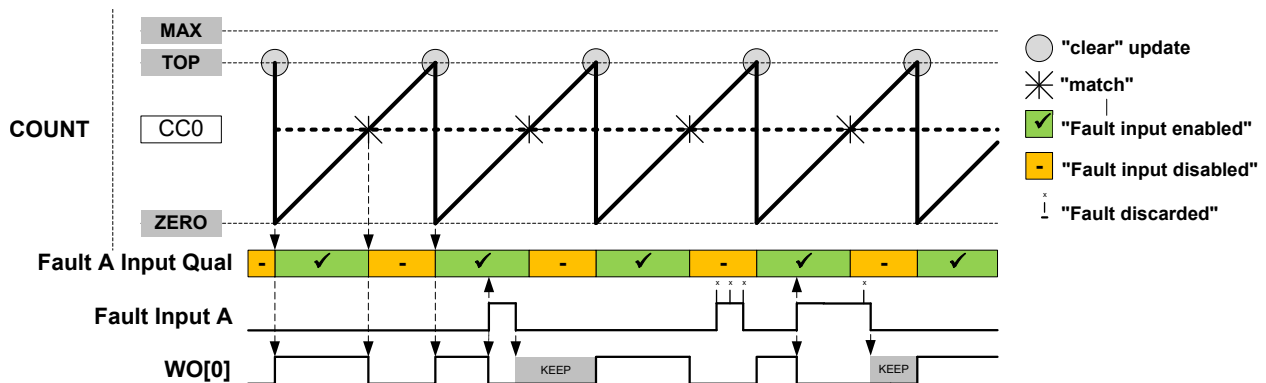 MAX
"clear" update
TOP
"match"
COUNT
CC0
✔ "Fault input enabled"
- "Fault input disabled"
x
ZERO
"Fault discarded"
Fault A Input Qual - ✔ - ✔ - ✔ - ✔ - ✔
x x x x
Fault Input A
WO[0] KEEP KEEP